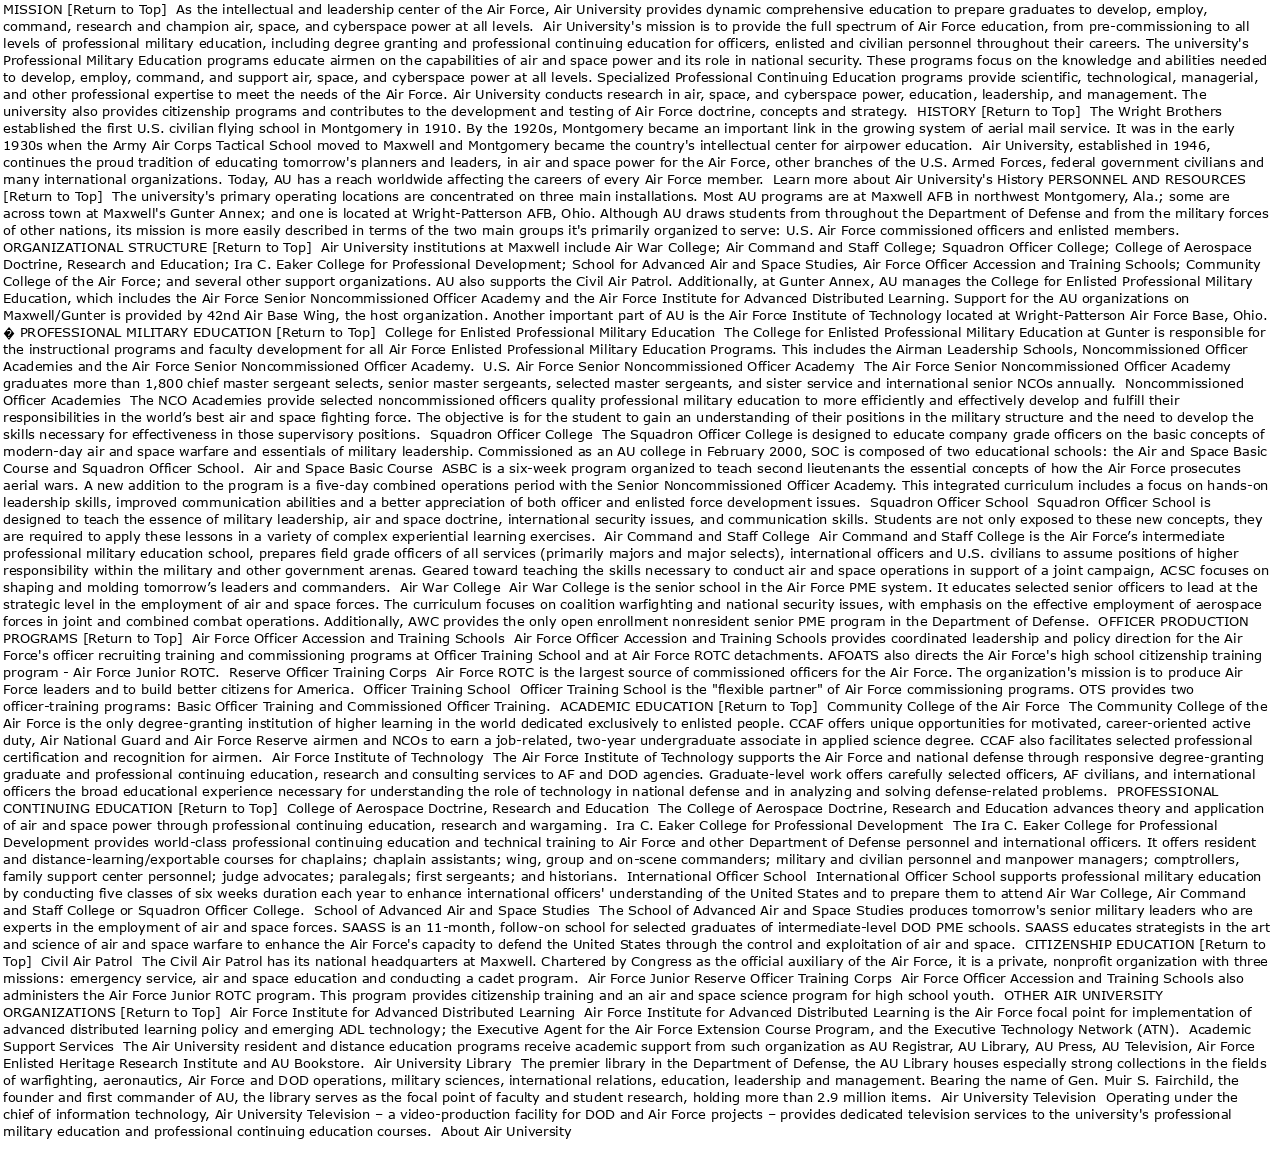 MISSION [Return to Top]  As the intellectual and leadership center of the Air Force, Air University provides dynamic comprehensive education to prepare graduates to develop, employ,
command, research and champion air, space, and cyberspace power at all levels.  Air University's mission is to provide the full spectrum of Air Force education, from pre-commissioning to all
levels of professional military education, including degree granting and professional continuing education for officers, enlisted and civilian personnel throughout their careers. The university's
Professional Military Education programs educate airmen on the capabilities of air and space power and its role in national security. These programs focus on the knowledge and abilities needed
to develop, employ, command, and support air, space, and cyberspace power at all levels. Specialized Professional Continuing Education programs provide scientific, technological, managerial,
and other professional expertise to meet the needs of the Air Force. Air University conducts research in air, space, and cyberspace power, education, leadership, and management. The
university also provides citizenship programs and contributes to the development and testing of Air Force doctrine, concepts and strategy.  HISTORY [Return to Top]  The Wright Brothers
established the first U.S. civilian flying school in Montgomery in 1910. By the 1920s, Montgomery became an important link in the growing system of aerial mail service. It was in the early
1930s when the Army Air Corps Tactical School moved to Maxwell and Montgomery became the country's intellectual center for airpower education.  Air University, established in 1946,
continues the proud tradition of educating tomorrow's planners and leaders, in air and space power for the Air Force, other branches of the U.S. Armed Forces, federal government civilians and
many international organizations. Today, AU has a reach worldwide affecting the careers of every Air Force member.  Learn more about Air University's History PERSONNEL AND RESOURCES
[Return to Top]  The university's primary operating locations are concentrated on three main installations. Most AU programs are at Maxwell AFB in northwest Montgomery, Ala.; some are
across town at Maxwell's Gunter Annex; and one is located at Wright-Patterson AFB, Ohio. Although AU draws students from throughout the Department of Defense and from the military forces
of other nations, its mission is more easily described in terms of the two main groups it's primarily organized to serve: U.S. Air Force commissioned officers and enlisted members.
ORGANIZATIONAL STRUCTURE [Return to Top]  Air University institutions at Maxwell include Air War College; Air Command and Staff College; Squadron Officer College; College of Aerospace
Doctrine, Research and Education; Ira C. Eaker College for Professional Development; School for Advanced Air and Space Studies, Air Force Officer Accession and Training Schools; Community
College of the Air Force; and several other support organizations. AU also supports the Civil Air Patrol. Additionally, at Gunter Annex, AU manages the College for Enlisted Professional Military
Education, which includes the Air Force Senior Noncommissioned Officer Academy and the Air Force Institute for Advanced Distributed Learning. Support for the AU organizations on
Maxwell/Gunter is provided by 42nd Air Base Wing, the host organization. Another important part of AU is the Air Force Institute of Technology located at Wright-Patterson Air Force Base, Ohio.
� PROFESSIONAL MILITARY EDUCATION [Return to Top]  College for Enlisted Professional Military Education  The College for Enlisted Professional Military Education at Gunter is responsible for
the instructional programs and faculty development for all Air Force Enlisted Professional Military Education Programs. This includes the Airman Leadership Schools, Noncommissioned Officer
Academies and the Air Force Senior Noncommissioned Officer Academy.  U.S. Air Force Senior Noncommissioned Officer Academy  The Air Force Senior Noncommissioned Officer Academy
graduates more than 1,800 chief master sergeant selects, senior master sergeants, selected master sergeants, and sister service and international senior NCOs annually.  Noncommissioned
Officer Academies  The NCO Academies provide selected noncommissioned officers quality professional military education to more efficiently and effectively develop and fulfill their
responsibilities in the world’s best air and space fighting force. The objective is for the student to gain an understanding of their positions in the military structure and the need to develop the
skills necessary for effectiveness in those supervisory positions.  Squadron Officer College  The Squadron Officer College is designed to educate company grade officers on the basic concepts of
modern-day air and space warfare and essentials of military leadership. Commissioned as an AU college in February 2000, SOC is composed of two educational schools: the Air and Space Basic
Course and Squadron Officer School.  Air and Space Basic Course  ASBC is a six-week program organized to teach second lieutenants the essential concepts of how the Air Force prosecutes
aerial wars. A new addition to the program is a five-day combined operations period with the Senior Noncommissioned Officer Academy. This integrated curriculum includes a focus on hands-on
leadership skills, improved communication abilities and a better appreciation of both officer and enlisted force development issues.  Squadron Officer School  Squadron Officer School is
designed to teach the essence of military leadership, air and space doctrine, international security issues, and communication skills. Students are not only exposed to these new concepts, they
are required to apply these lessons in a variety of complex experiential learning exercises.  Air Command and Staff College  Air Command and Staff College is the Air Force’s intermediate
professional military education school, prepares field grade officers of all services (primarily majors and major selects), international officers and U.S. civilians to assume positions of higher
responsibility within the military and other government arenas. Geared toward teaching the skills necessary to conduct air and space operations in support of a joint campaign, ACSC focuses on
shaping and molding tomorrow’s leaders and commanders.  Air War College  Air War College is the senior school in the Air Force PME system. It educates selected senior officers to lead at the
strategic level in the employment of air and space forces. The curriculum focuses on coalition warfighting and national security issues, with emphasis on the effective employment of aerospace
forces in joint and combined combat operations. Additionally, AWC provides the only open enrollment nonresident senior PME program in the Department of Defense.  OFFICER PRODUCTION
PROGRAMS [Return to Top]  Air Force Officer Accession and Training Schools  Air Force Officer Accession and Training Schools provides coordinated leadership and policy direction for the Air
Force's officer recruiting training and commissioning programs at Officer Training School and at Air Force ROTC detachments. AFOATS also directs the Air Force's high school citizenship training
program - Air Force Junior ROTC.  Reserve Officer Training Corps  Air Force ROTC is the largest source of commissioned officers for the Air Force. The organization's mission is to produce Air
Force leaders and to build better citizens for America.  Officer Training School  Officer Training School is the "flexible partner" of Air Force commissioning programs. OTS provides two
officer-training programs: Basic Officer Training and Commissioned Officer Training.  ACADEMIC EDUCATION [Return to Top]  Community College of the Air Force  The Community College of the
Air Force is the only degree-granting institution of higher learning in the world dedicated exclusively to enlisted people. CCAF offers unique opportunities for motivated, career-oriented active
duty, Air National Guard and Air Force Reserve airmen and NCOs to earn a job-related, two-year undergraduate associate in applied science degree. CCAF also facilitates selected professional
certification and recognition for airmen.  Air Force Institute of Technology  The Air Force Institute of Technology supports the Air Force and national defense through responsive degree-granting
graduate and professional continuing education, research and consulting services to AF and DOD agencies. Graduate-level work offers carefully selected officers, AF civilians, and international
officers the broad educational experience necessary for understanding the role of technology in national defense and in analyzing and solving defense-related problems.  PROFESSIONAL
CONTINUING EDUCATION [Return to Top]  College of Aerospace Doctrine, Research and Education  The College of Aerospace Doctrine, Research and Education advances theory and application
of air and space power through professional continuing education, research and wargaming.  Ira C. Eaker College for Professional Development  The Ira C. Eaker College for Professional
Development provides world-class professional continuing education and technical training to Air Force and other Department of Defense personnel and international officers. It offers resident
and distance-learning/exportable courses for chaplains; chaplain assistants; wing, group and on-scene commanders; military and civilian personnel and manpower managers; comptrollers,
family support center personnel; judge advocates; paralegals; first sergeants; and historians.  International Officer School  International Officer School supports professional military education
by conducting five classes of six weeks duration each year to enhance international officers' understanding of the United States and to prepare them to attend Air War College, Air Command
and Staff College or Squadron Officer College.  School of Advanced Air and Space Studies  The School of Advanced Air and Space Studies produces tomorrow's senior military leaders who are
experts in the employment of air and space forces. SAASS is an 11-month, follow-on school for selected graduates of intermediate-level DOD PME schools. SAASS educates strategists in the art
and science of air and space warfare to enhance the Air Force's capacity to defend the United States through the control and exploitation of air and space.  CITIZENSHIP EDUCATION [Return to
Top]  Civil Air Patrol  The Civil Air Patrol has its national headquarters at Maxwell. Chartered by Congress as the official auxiliary of the Air Force, it is a private, nonprofit organization with three
missions: emergency service, air and space education and conducting a cadet program.  Air Force Junior Reserve Officer Training Corps  Air Force Officer Accession and Training Schools also
administers the Air Force Junior ROTC program. This program provides citizenship training and an air and space science program for high school youth.  OTHER AIR UNIVERSITY
ORGANIZATIONS [Return to Top]  Air Force Institute for Advanced Distributed Learning  Air Force Institute for Advanced Distributed Learning is the Air Force focal point for implementation of
advanced distributed learning policy and emerging ADL technology; the Executive Agent for the Air Force Extension Course Program, and the Executive Technology Network (ATN).  Academic
Support Services  The Air University resident and distance education programs receive academic support from such organization as AU Registrar, AU Library, AU Press, AU Television, Air Force
Enlisted Heritage Research Institute and AU Bookstore.  Air University Library  The premier library in the Department of Defense, the AU Library houses especially strong collections in the fields
of warfighting, aeronautics, Air Force and DOD operations, military sciences, international relations, education, leadership and management. Bearing the name of Gen. Muir S. Fairchild, the
founder and first commander of AU, the library serves as the focal point of faculty and student research, holding more than 2.9 million items.  Air University Television  Operating under the
chief of information technology, Air University Television – a video-production facility for DOD and Air Force projects – provides dedicated television services to the university's professional
military education and professional continuing education courses.  About Air University